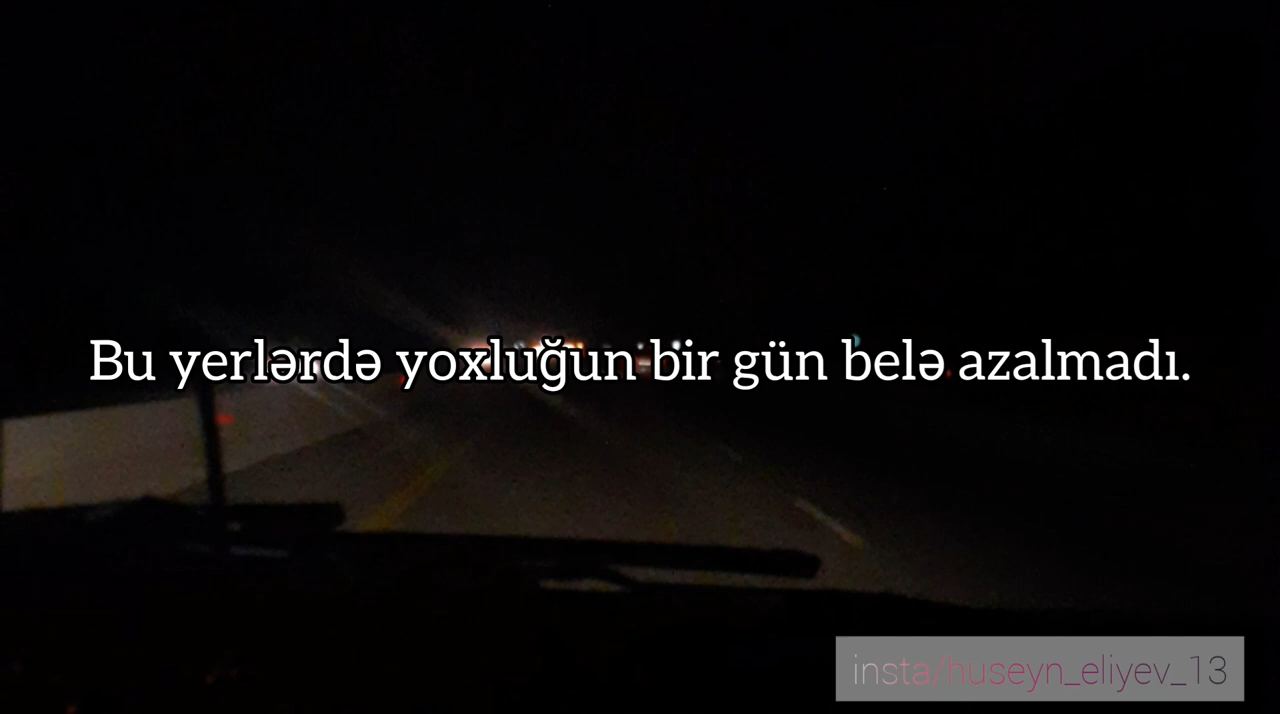 Bu yerlərdə yoxluğun bir gün belə azalmadı.
insta/huseyn_eliyev_13